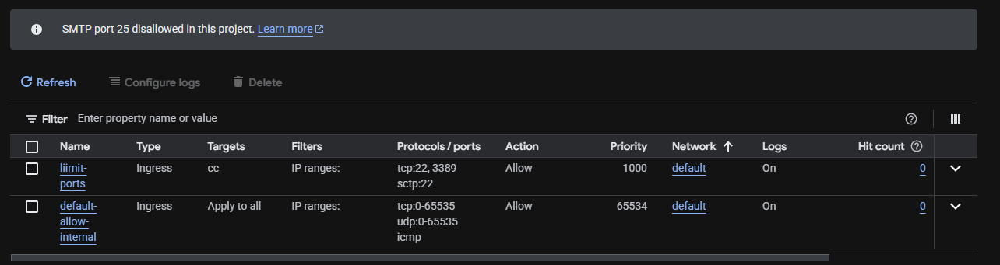 SMTP port 25 disallowed in this project. Learn more
Refresh Configure logs Delete
Filter Enter property name or value
Name Type Targets Filters Protocols / ports Action Priority Network Logs Hit count
liimit- Ingress cc IP ranges: tcp:22, 3389 Allow 1000 default On 0
ports sctp:22
default- Ingress Apply to all IP ranges: tcp:0-65535 Allow 65534 default On 0
allow- udp:0-65535
internal icmp